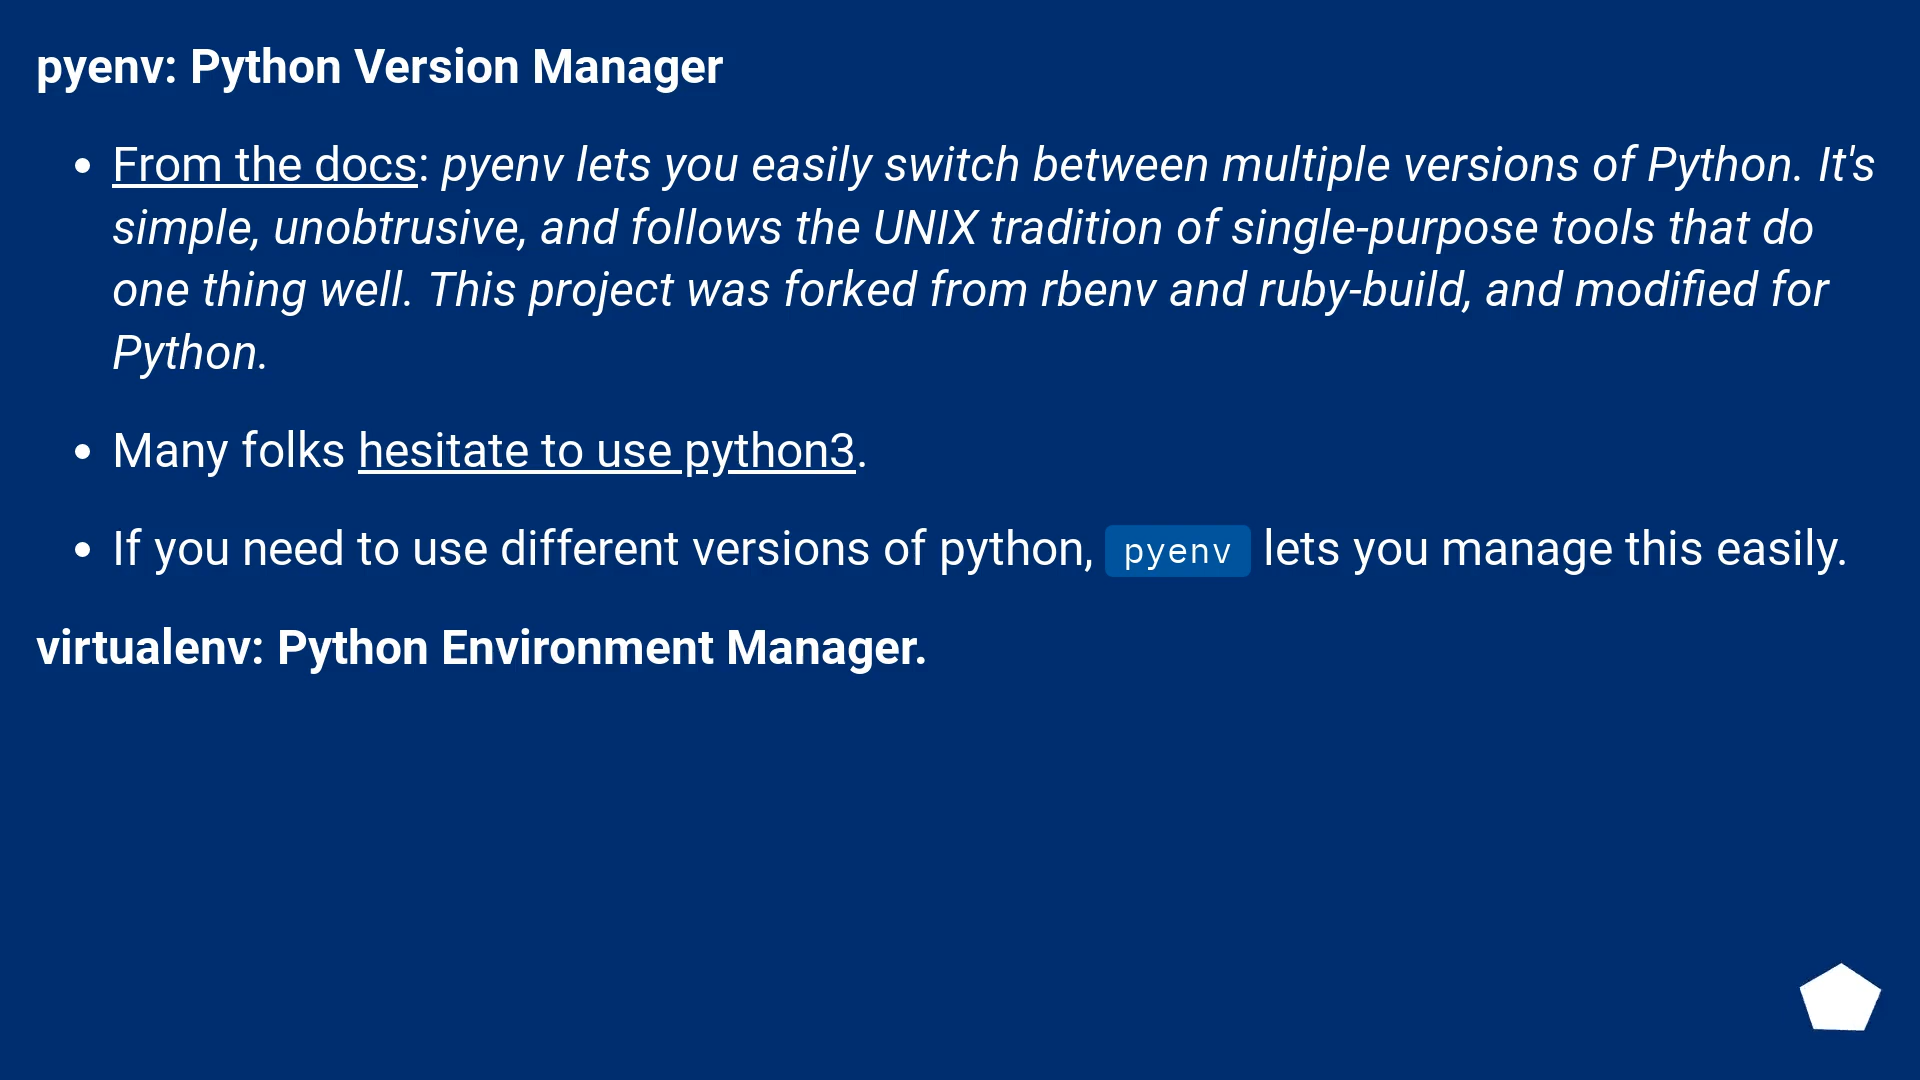 pyenv: Python Version Manager
• From the docs: pyenv lets you easily switch between multiple versions of Python. It's
simple, unobtrusive, and follows the UNIX tradition of single-purpose tools that do
one thing well. This project was forked from rbenv and ruby-build, and modified for
Python.
• Many folks hesitate to use python3.
• If you need to use different versions of python, pyenv lets you manage this easily.
virtualenv: Python Environment Manager.